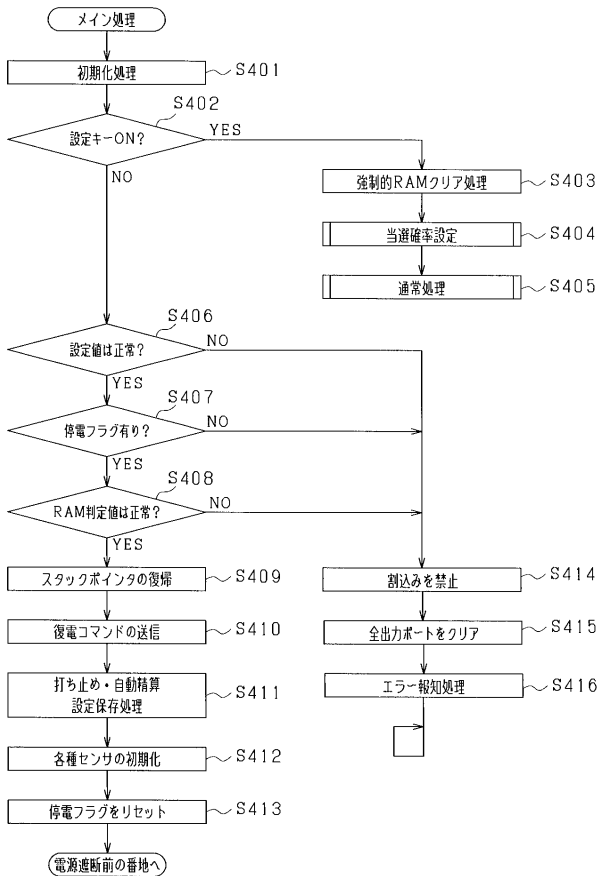 メイン処理
初期化処理
S401
S402
設定キーON?
YES
NO
強制的RAMクリア処理
S403
当選確率設定
S404
通常処理
S405
S406
設定値は正常?
NO
YES
S407
停電フラグ有り?
NO
YES
S408
RAM判定値は正常?
NO
YES
スタックポインタの復帰
S409
復電コマンドの送信
S410
打ち止め・自動精算
設定保存処理
S411
各種センサの初期化
S412
停電フラグをリセット
S413
電源遮断前の番地へ
割込みを禁止
S414
全出力ポートをクリア
S415
エラー報知処理
S416